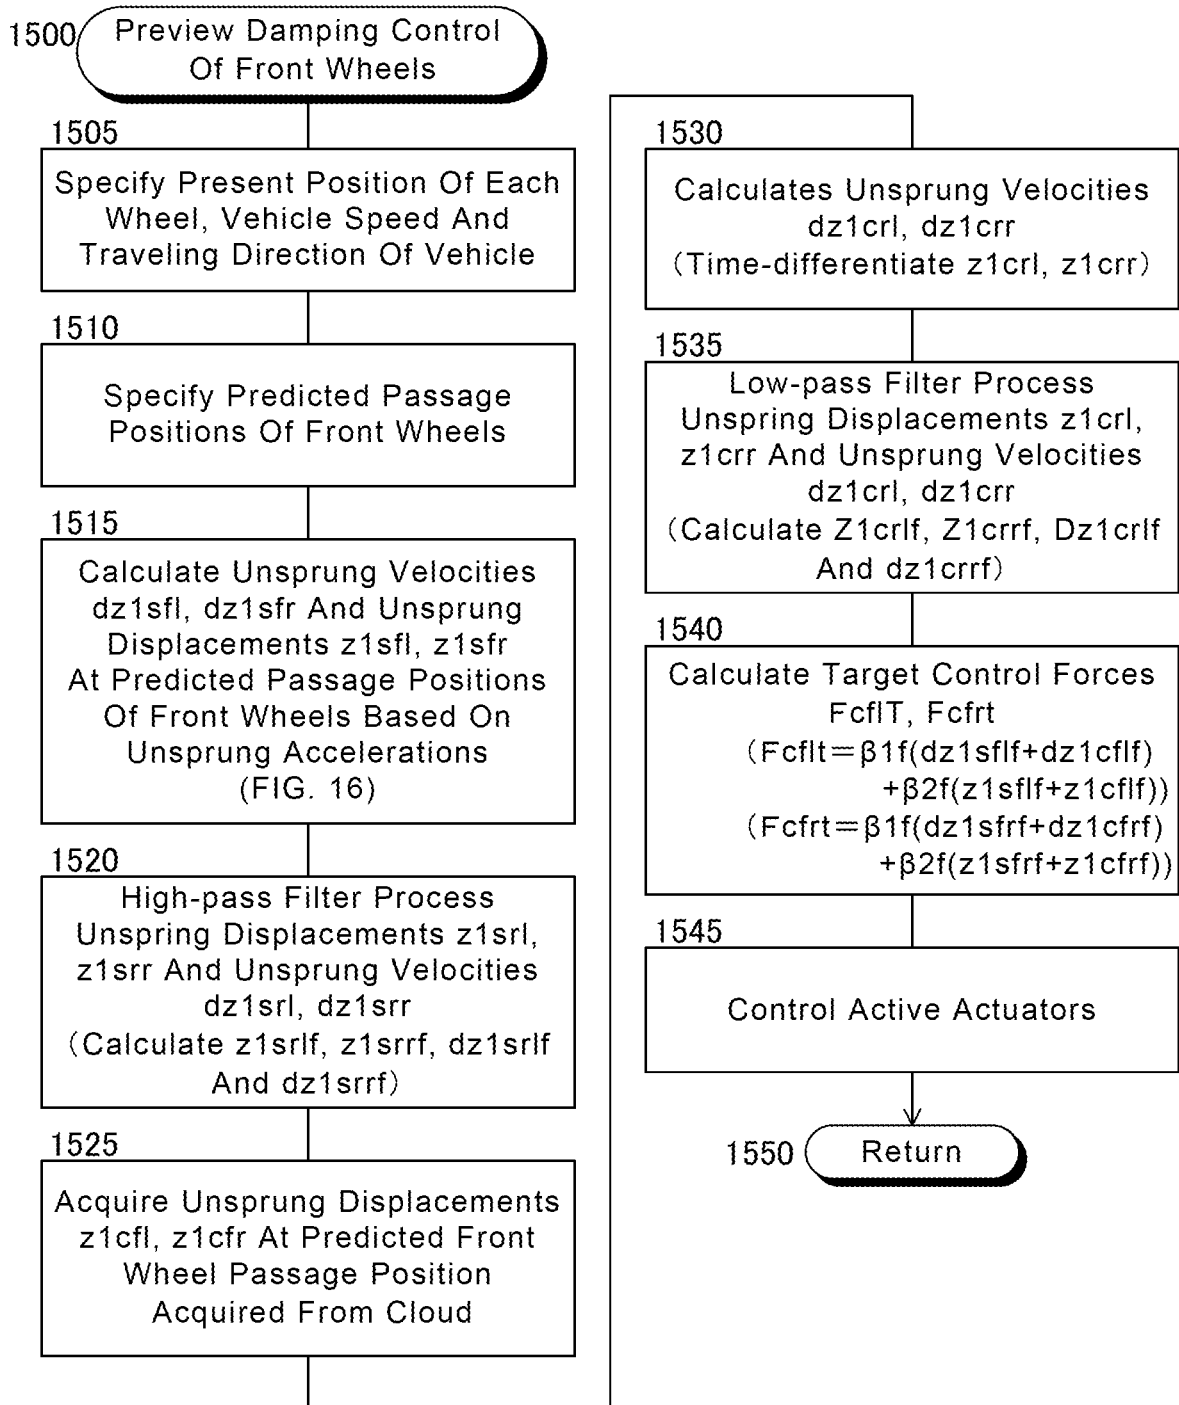 1500
Preview Damping Control
Of Front Wheels
1505
Specify Present Position Of Each
Wheel, Vehicle Speed And
Traveling Direction Of Vehicle
1510
Specify Predicted Passage
Positions Of Front Wheels
1515
Calculate Unsprung Velocities
dz1sfl, dz1sfr And Unsprung
Displacements z1sfl, z1sfr
At Predicted Passage Positions
Of Front Wheels Based On
Unsprung Accelerations
(FIG. 16)
1520
High-pass Filter Process
Unspring Displacements z1srl,
z1srr And Unsprung Velocities
dz1srl, dz1srr
(Calculate z1srlf, z1srrf, dz1srlf
And dz1srrf)
1525
Acquire Unsprung Displacements
z1cfl, z1cfr At Predicted Front
Wheel Passage Position
Acquired From Cloud
1530
Calculates Unsprung Velocities
dz1crl, dz1crr
(Time-differentiate z1crl, z1crr)
1535
Low-pass Filter Process
Unspring Displacements z1crl,
z1crr And Unsprung Velocities
dz1crl, dz1crr
(Calculate Z1crlf, Z1crrf, Dz1crlf
And dz1crrf)
1540
Calculate Target Control Forces
FcflT, Fcfrt
(Fcflt=β1f(dz1sflf+dz1cflf)
+β2f(z1sflf+z1cflf))
(Fcfrt=β1f(dz1sfrf+dz1cfrf)
+β2f(z1sfrf+z1cfrf))
1545
Control Active Actuators
1550
Return